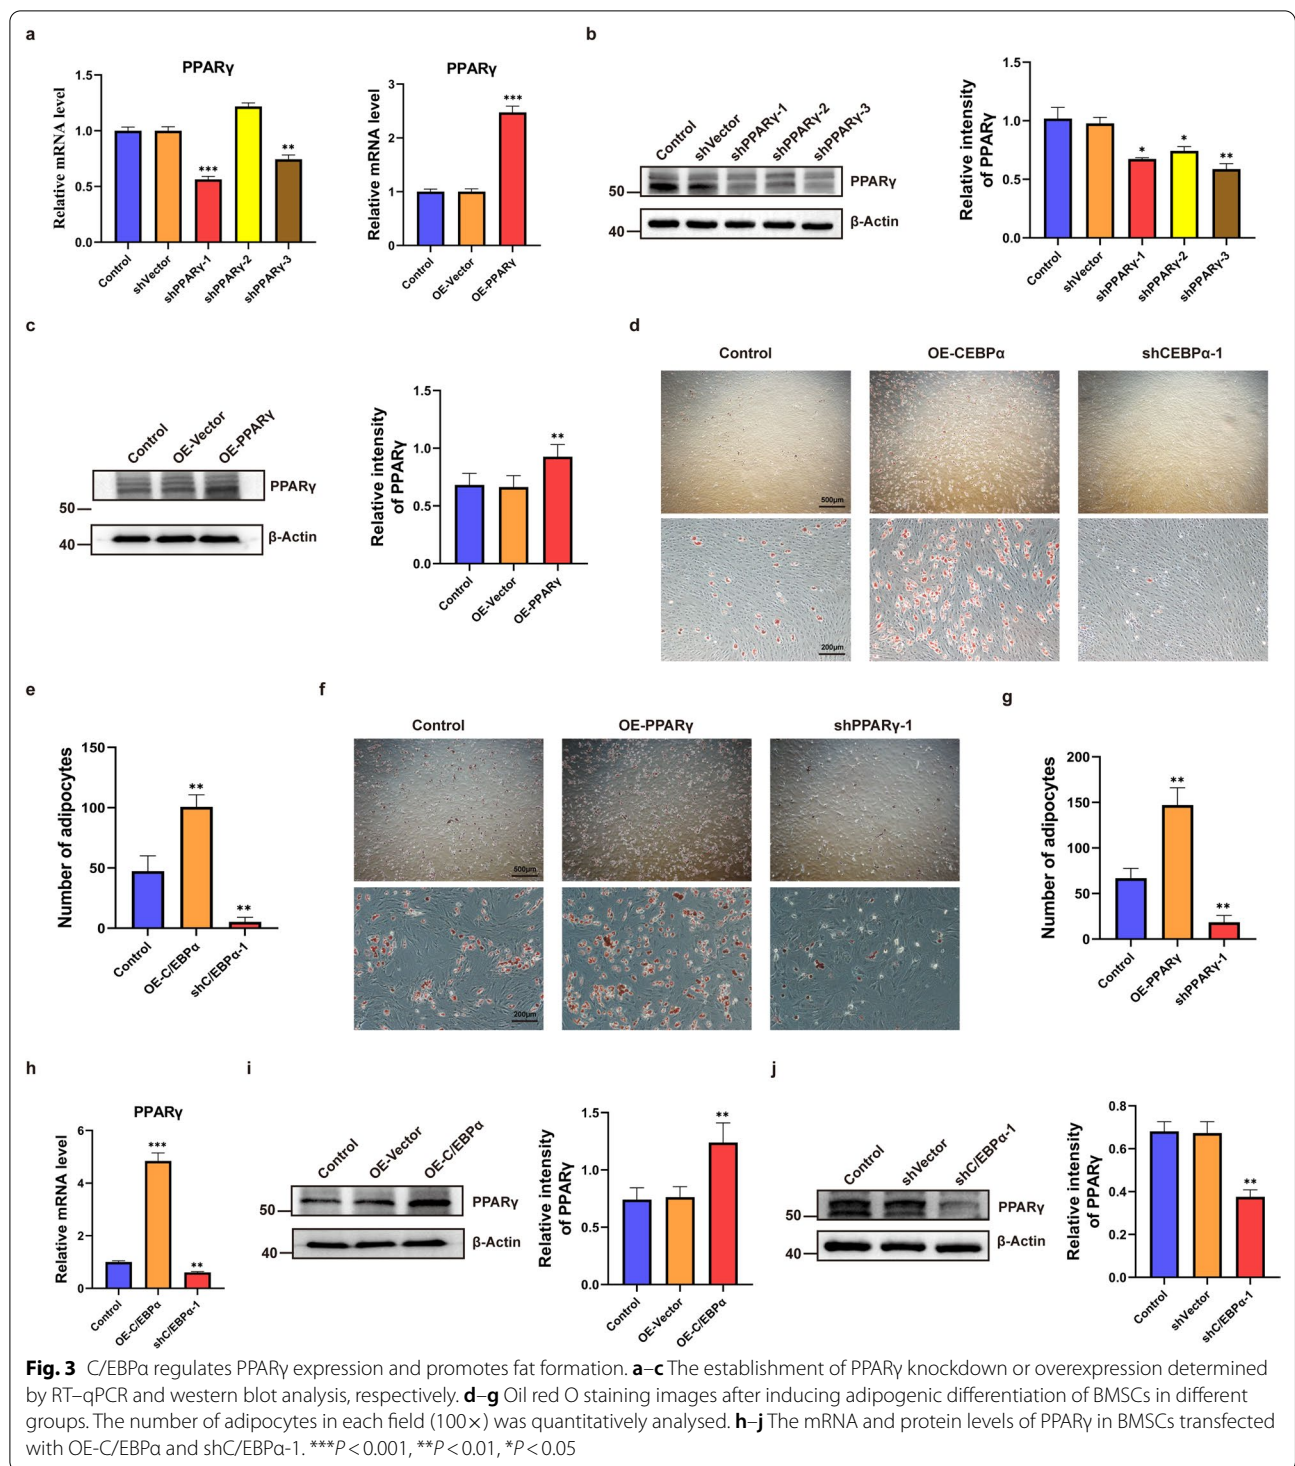 a
PPARγ
Relative mRNA level
1.5
1.0
0.5
0.0
***
**
Control
shVector
shPPARγ-1
shPPARγ-2
shPPARγ-3
PPARγ
Relative mRNA level
3
2
1
0
***
Control
OE-Vector
OE-PPARγ
b
Control
shVector
shPPARγ-1
shPPARγ-2
shPPARγ-3
50
PPARγ
40
β-Actin
Relative intensity
of PPARγ
1.5
1.0
0.5
0.0
*
*
**
Control
shVector
shPPARγ-1
shPPARγ-2
shPPARγ-3
c
Control
OE-Vector
OE-PPARγ
PPARγ
50
β-Actin
40
Relative intensity
of PPARγ
1.5
1.0
0.5
0.0
**
Control
OE-Vector
OE-PPARγ
d
Control
OE-CEBPα
shCEBPα-1
500μm
200μm
e
Number of adipocytes
150
100
50
0
**
**
Control
OE-C/EBPα
shC/EBPα-1
f
Control
OE-PPARγ
shPPARγ-1
500μm
200μm
g
Number of adipocytes
200
150
100
50
0
**
**
Control
OE-PPARγ
shPPARγ-1
h
PPARγ
Relative mRNA level
6
4
2
0
***
**
Control
OE-C/EBPα
shC/EBPα-1
i
Control
OE-Vector
OE-C/EBPα
50
PPARγ
40
β-Actin
Relative intensity
of PPARγ
1.5
1.0
0.5
0.0
**
Control
OE-Vector
OE-C/EBPα
j
Control
shVector
shC/EBPα-1
50
PPARγ
40
β-Actin
Relative intensity
of PPARγ
0.8
0.6
0.4
0.2
0.0
**
Control
shVector
shC/EBPα-1
Fig. 3 C/EBPα regulates PPARγ expression and promotes fat formation. a–c The establishment of PPARγ knockdown or overexpression determined
by RT–qPCR and western blot analysis, respectively. d–g Oil red O staining images after inducing adipogenic differentiation of BMSCs in different
groups. The number of adipocytes in each field (100×) was quantitatively analysed. h–j The mRNA and protein levels of PPARγ in BMSCs transfected
with OE-C/EBPα and shC/EBPα-1. ***P < 0.001, **P < 0.01, *P < 0.05